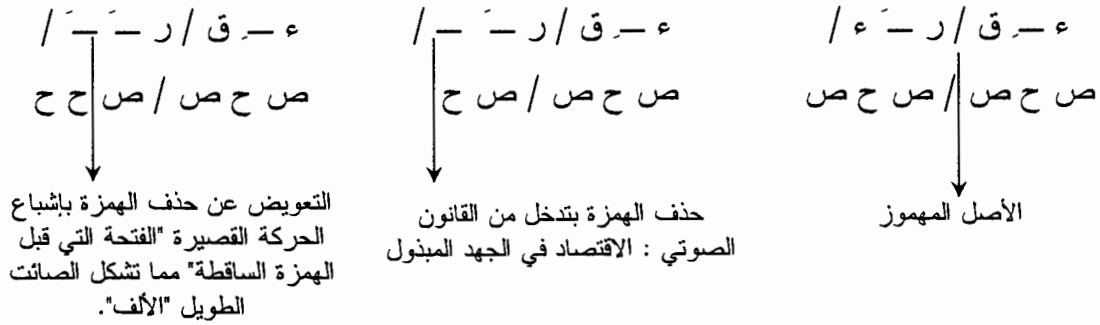 ء ـِ ق / ر ـَ ء /
ص ح ص / ص ح ص
الأصل المهموز
ء ـِ ق / ر ـَ ـ /
ص ح ص / ص ح
حذف الهمزة بتدخل من القانون
الصوتي : الاقتصاد في الجهد المبذول
ء ـِ ق / ر ـَ ـَ /
ص ح ص / ص ح ح
التعويض عن حذف الهمزة بإشباع
الحركة القصيرة "الفتحة التي قبل
الهمزة الساقطة" مما تشكل الصائت
الطويل "الألف".